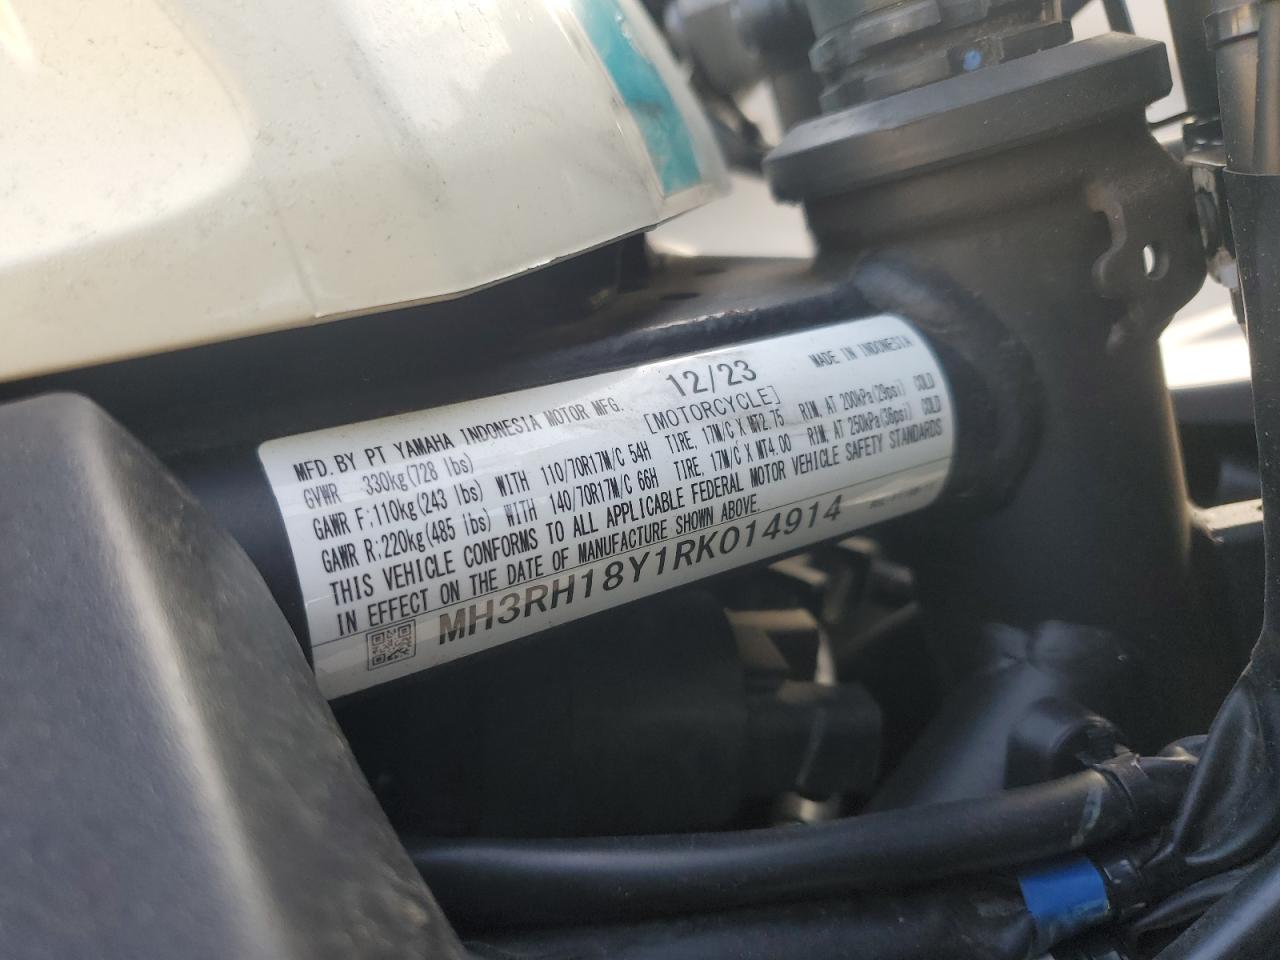 MFD. BY PT YAMAHA INDONESIA MOTOR MFG. 12/23 MADE IN INDONESIA
GVWR 330kg(728 lbs) [MOTORCYCLE]
GAWR F:110kg(243 lbs) WITH 110/70R17M/C 54H TIRE, 17M/C X MT2.75 RIM, AT 200kPa(29psi) COLD
GAWR R:220kg(485 lbs) WITH 140/70R17M/C 66H TIRE, 17M/C X MT4.00 RIM, AT 250kPa(36psi) COLD
THIS VEHICLE CONFORMS TO ALL APPLICABLE FEDERAL MOTOR VEHICLE SAFETY STANDARDS
IN EFFECT ON THE DATE OF MANUFACTURE SHOWN ABOVE.
MH3RH18Y1RK014914